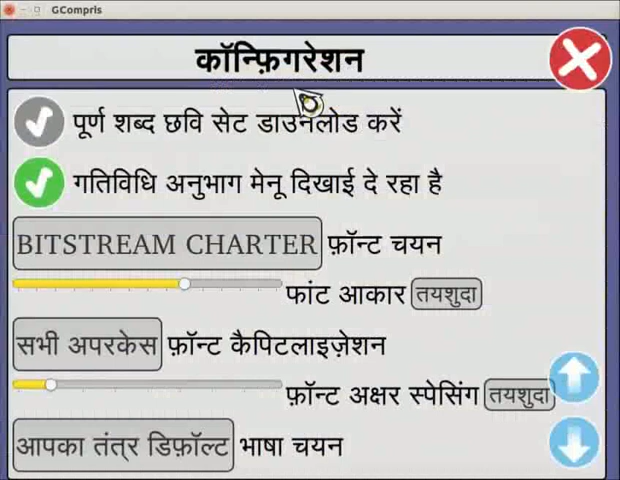 GCompris
कॉन्फ़िगरेशन
पूर्ण शब्द छवि सेट डाउनलोड करें
गतिविधि अनुभाग मेनू दिखाई दे रहा है
BITSTREAM CHARTER फ़ॉन्ट चयन
फांट आकार तयशुदा
सभी अपरकेस फ़ॉन्ट कैपिटलाइज़ेशन
फ़ॉन्ट अक्षर स्पेसिंग तयशुदा
आपका तंत्र डिफ़ॉल्ट भाषा चयन